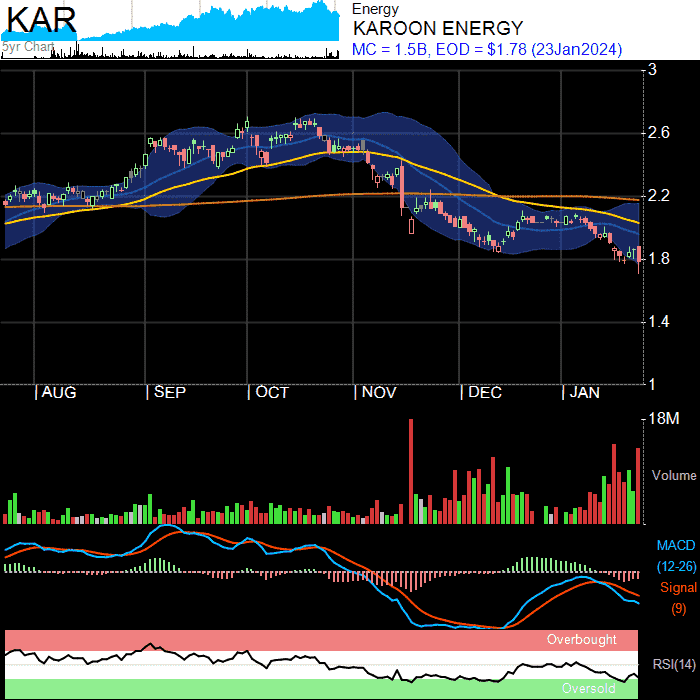 KAR
5yr Chart
Energy
KAROON ENERGY
MC = 1.5B, EOD = $1.78 (23Jan2024)
3
2.6
2.2
1.8
1.4
1
| AUG | SEP | OCT | NOV | DEC | JAN
18M
Volume
MACD
(12-26)
Signal
(9)
Overbought
RSI(14)
Oversold